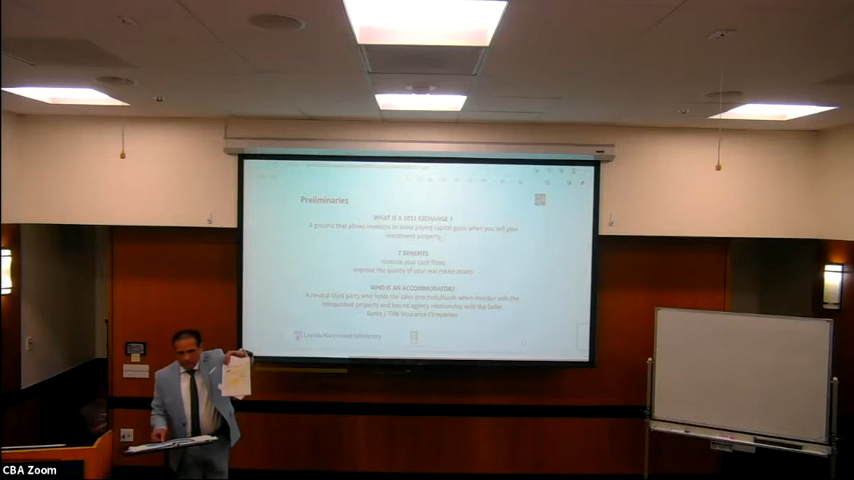 Preliminaries
WHAT IS A 1031 EXCHANGE ?
A process that allows investors to avoid paying capital gains when you sell your
investment property.
? BENEFITS
Increase your Cash flows
Improve the quality of your real estate assets
WHO IS AN ACCOMMODATOR?
A neutral third party who holds the sales proceeds/funds when investor sells the
relinquished property and has no agency relationship with the Seller.
Banks / Title Insurance Companies
Loyola Marymount University
CBA Zoom